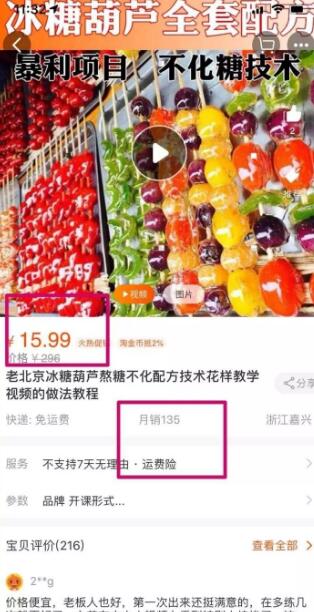 11:32
冰糖葫芦全套配方
暴利项目 不化糖技术
2
视频
图片
¥15.99 火热促销 淘金币抵2%
价格 ¥296
老北京冰糖葫芦熬糖不化配方技术花样教学
视频的做法教程
分享
快递: 免运费
月销135
浙江嘉兴
服务 不支持7天无理由 · 运费险
参数 品牌 开课形式...
宝贝评价(216)
查看全部
2**g
价格便宜，老板人也好，第一次出来还挺满意的，在多练几